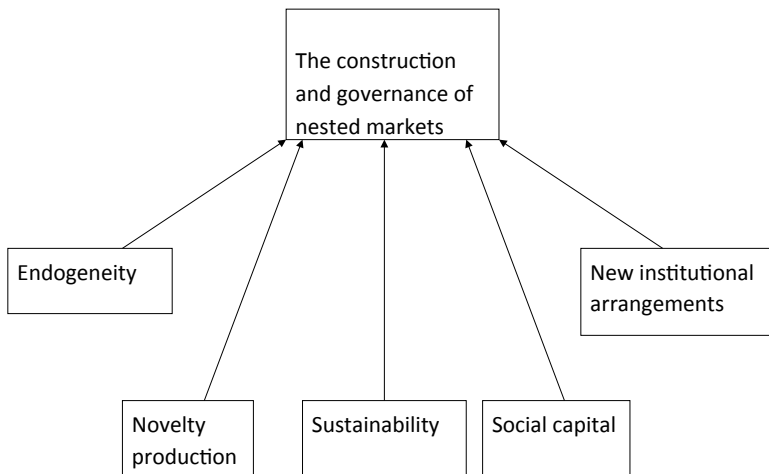 The construction
and governance of
nested markets
Endogeneity
New institutional
arrangements
Novelty
production
Sustainability
Social capital